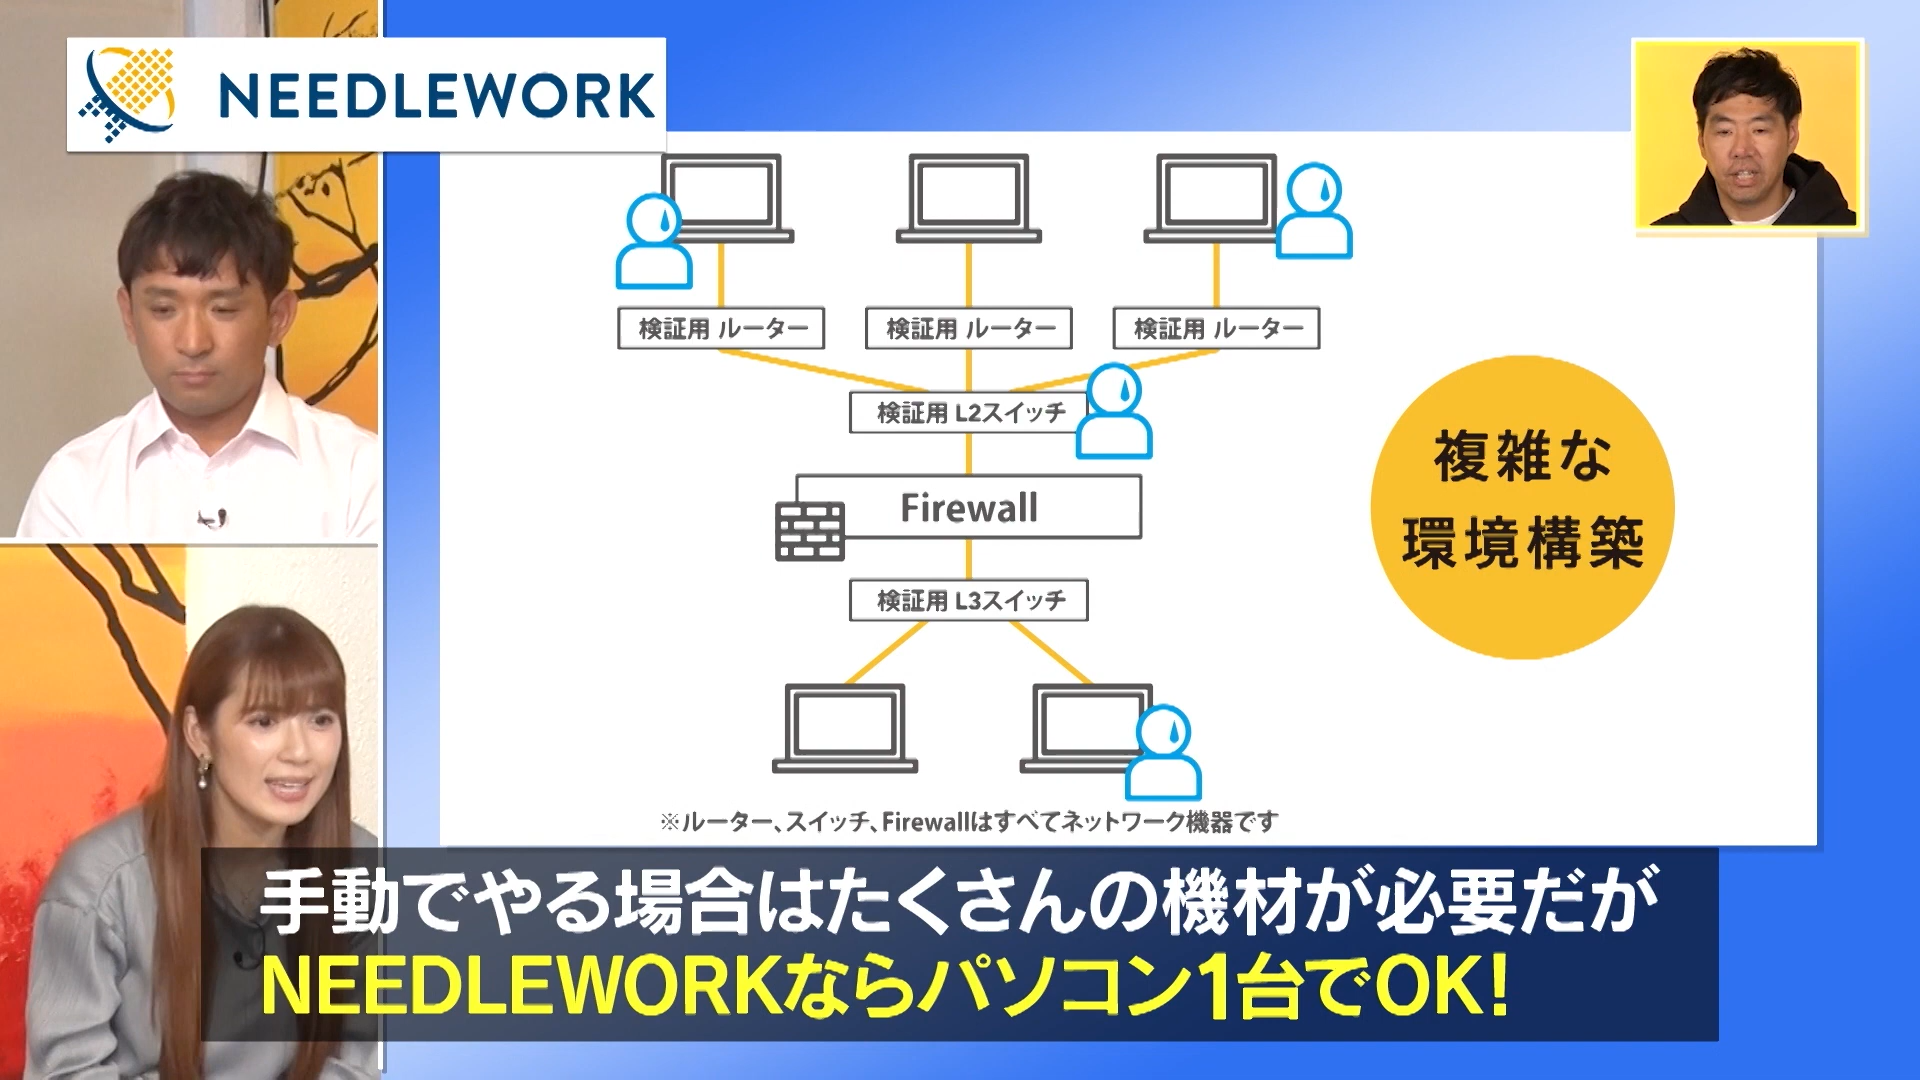 NEEDLEWORK
検証用 ルーター
検証用 ルーター
検証用 ルーター
検証用 L2スイッチ
Firewall
検証用 L3スイッチ
複雑な
環境構築
※ルーター、スイッチ、Firewallはすべてネットワーク機器です
手動でやる場合はたくさんの機材が必要だが
NEEDLEWORKならパソコン1台でOK!